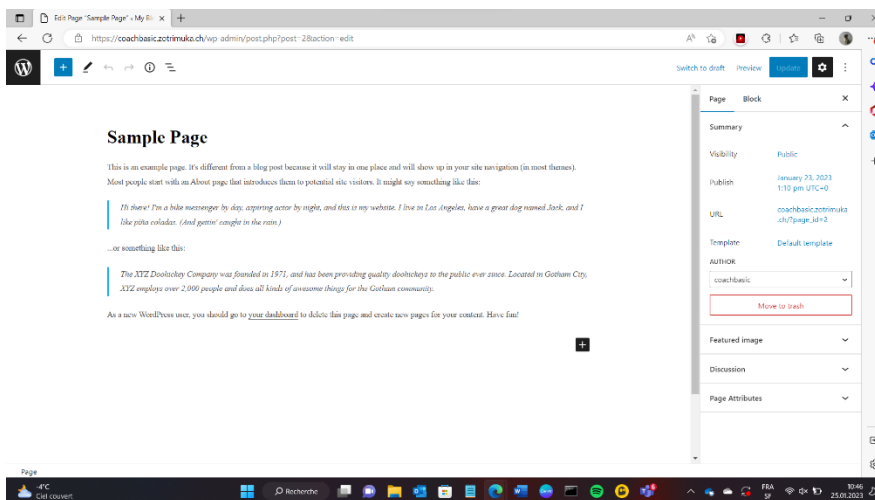 Edit Page "Sample Page" ‹ My Bl
https://coachbasic.zotrimuka.ch/wp-admin/post.php?post=2&action=edit
Switch to draft Preview Update
Page Block
Sample Page
This is an example page. It's different from a blog post because it will stay in one place and will show up in your site navigation (in most themes).
Most people start with an About page that introduces them to potential site visitors. It might say something like this:
Hi there! I'm a bike messenger by day, aspiring actor by night, and this is my website. I live in Los Angeles, have a great dog named Jack, and I
like piña coladas. (And gettin' caught in the rain.)
...or something like this:
The XYZ Doohickey Company was founded in 1971, and has been providing quality doohickeys to the public ever since. Located in Gotham City,
XYZ employs over 2,000 people and does all kinds of awesome things for the Gotham community.
As a new WordPress user, you should go to your dashboard to delete this page and create new pages for your content. Have fun!
Summary
Visibility Public
Publish January 23, 2023
1:10 pm UTC+0
URL coachbasic.zotrimuka
.ch/?page_id=2
Template Default template
AUTHOR
coachbasic
Move to trash
Featured image
Discussion
Page Attributes
Page
-4°C
Ciel couvert
Recherche
FRA
SF
10:46
25.01.2023